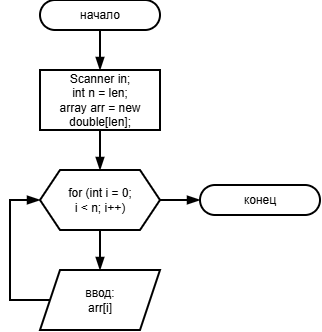 начало
Scanner in;
int n = len;
array arr = new
double[len];
for (int i = 0;
i < n; i++)
конец
ввод:
arr[i]